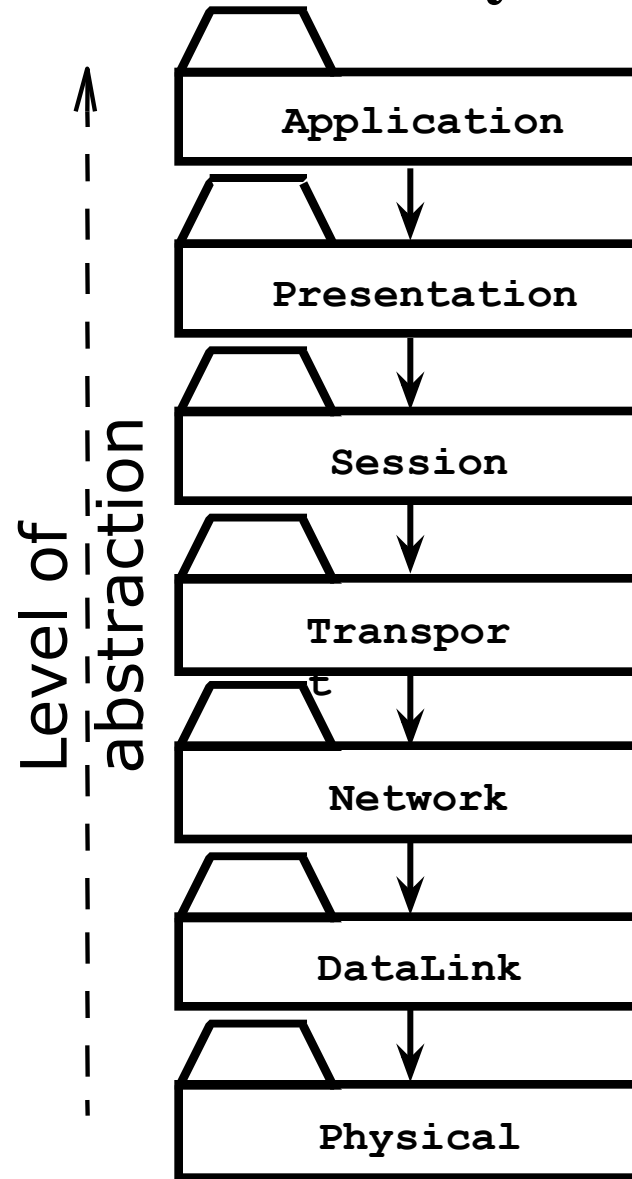 Application
Presentation
Session
Transpor
t
Network
DataLink
Physical
Level of
abstraction